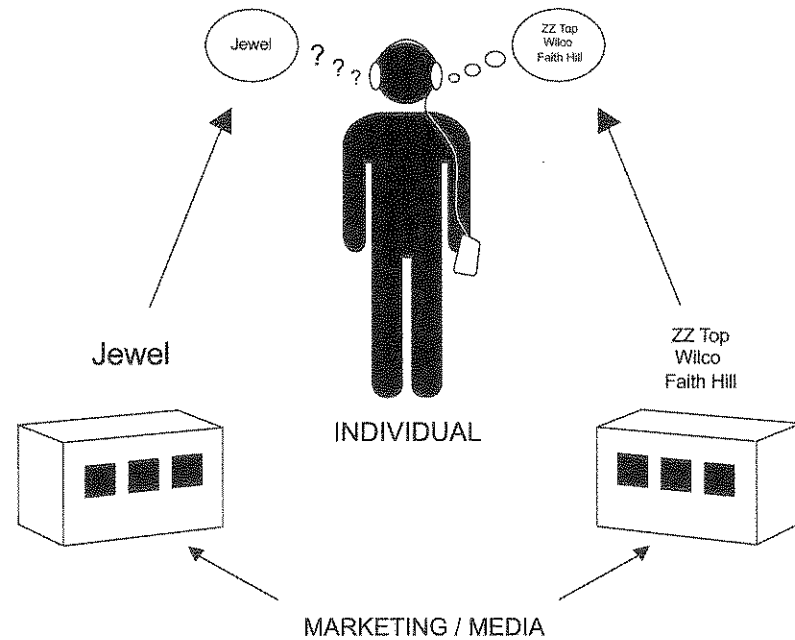 Jewel
? ? ?
ZZ Top
Wilco
Faith Hill
Jewel
ZZ Top
Wilco
Faith Hill
INDIVIDUAL
MARKETING / MEDIA